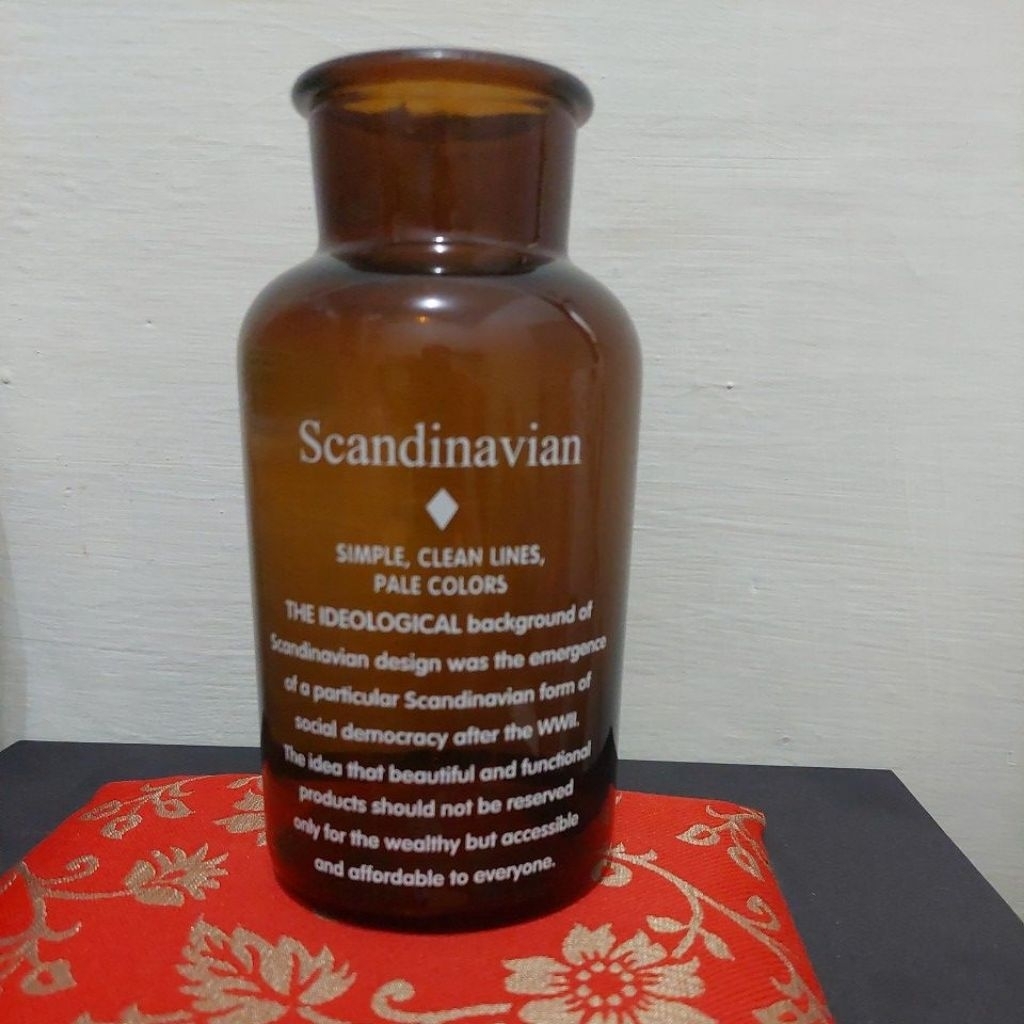 Scandinavian
SIMPLE, CLEAN LINES,
PALE COLORS
THE IDEOLOGICAL background of
Scandinavian design was the emergence
of a particular Scandinavian form of
social democracy after the WWII.
The idea that beautiful and functional
products should not be reserved
only for the wealthy but accessible
and affordable to everyone.